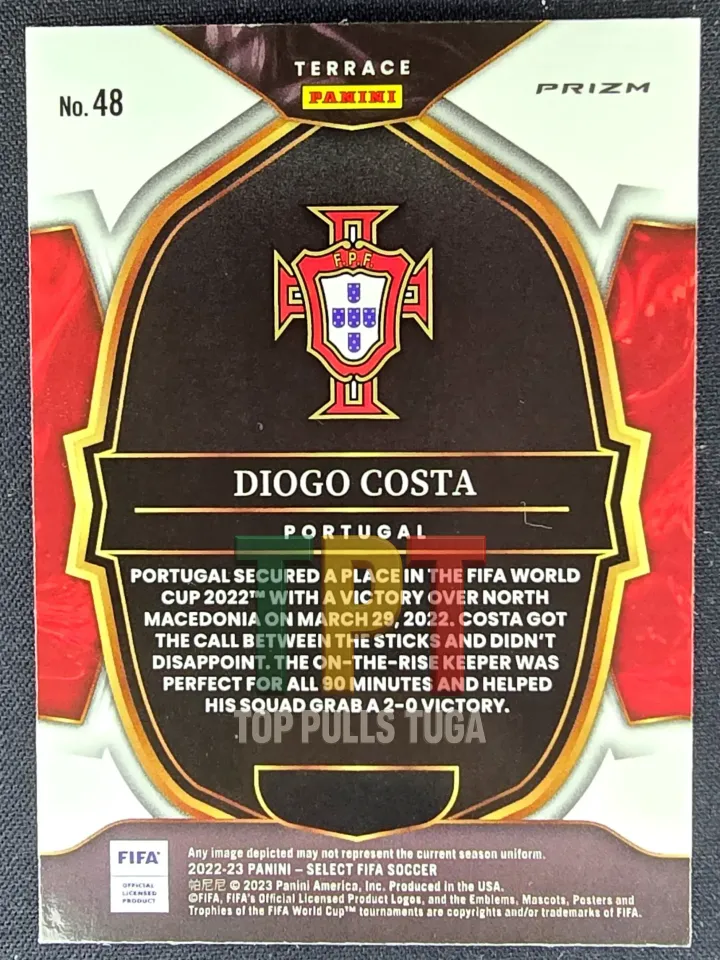 TERRACE
PANINI
PRIZM
No. 48
F.P.F.
DIOGO COSTA
PORTUGAL
PORTUGAL SECURED A PLACE IN THE FIFA WORLD
CUP 2022™ WITH A VICTORY OVER NORTH
MACEDONIA ON MARCH 29, 2022. COSTA GOT
THE CALL BETWEEN THE STICKS AND DIDN'T
DISAPPOINT. THE ON-THE-RISE KEEPER WAS
PERFECT FOR ALL 90 MINUTES AND HELPED
HIS SQUAD GRAB A 2-0 VICTORY.
TPT
TOP PULLS TUGA
FIFA®
OFFICIAL
LICENSED
PRODUCT
Any image depicted may not represent the current season uniform.
2022-23 PANINI – SELECT FIFA SOCCER
帕尼尼 © 2023 Panini America, Inc. Produced in the USA.
©FIFA, FIFA's Official Licensed Product Logos, and the Emblems, Mascots, Posters and
Trophies of the FIFA World Cup™ tournaments are copyrights and/or trademarks of FIFA.